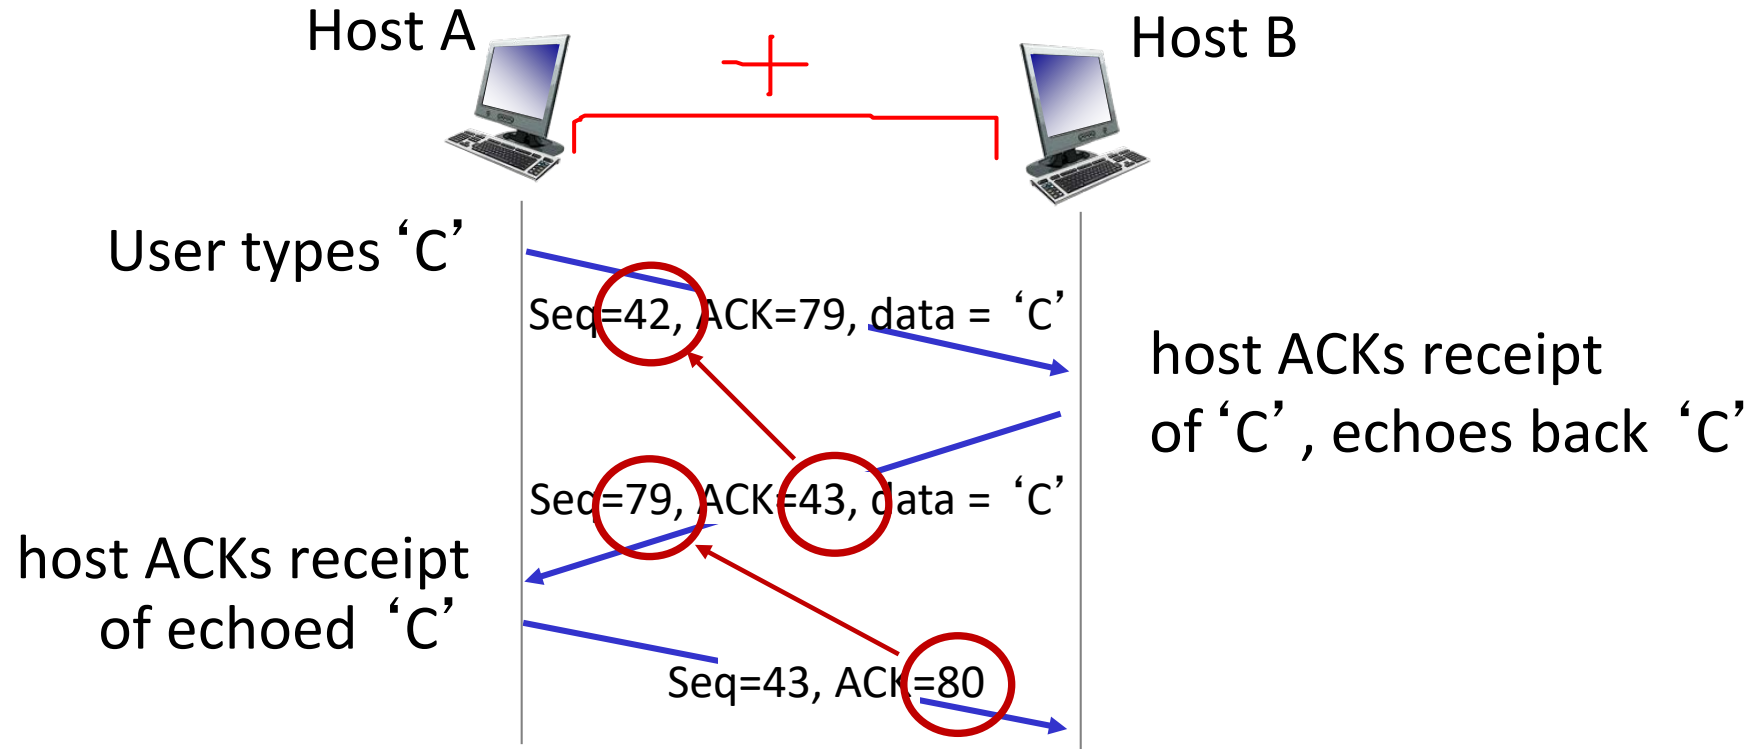 Host A
Host B
User types ‘C’
Seq=42, ACK=79, data = ‘C’
host ACKs receipt
of ‘C’, echoes back ‘C’
Seq=79, ACK=43, data = ‘C’
host ACKs receipt
of echoed ‘C’
Seq=43, ACK=80